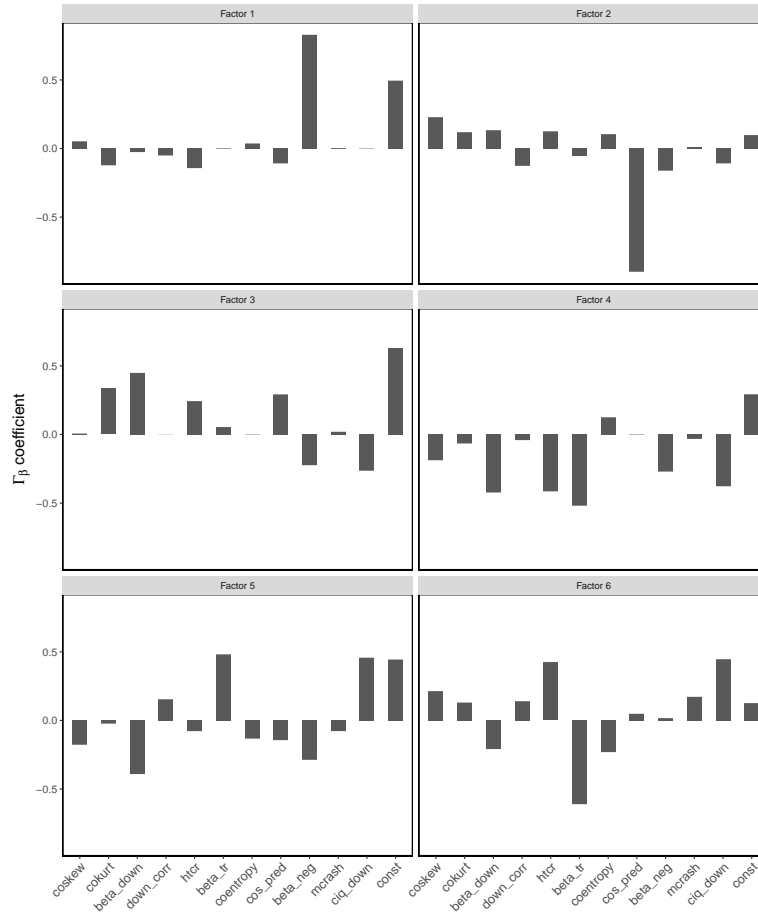 Factor 1
Factor 2
0.5
0.0
−0.5
Factor 3
Factor 4
0.5
0.0
−0.5
Γβ coefficient
Factor 5
Factor 6
0.5
0.0
−0.5
coskew
cokurt
beta_down
down_corr
htcr
beta_tr
coentropy
cos_pred
beta_neg
mcrash
ciq_down
const
coskew
cokurt
beta_down
down_corr
htcr
beta_tr
coentropy
cos_pred
beta_neg
mcrash
ciq_down
const